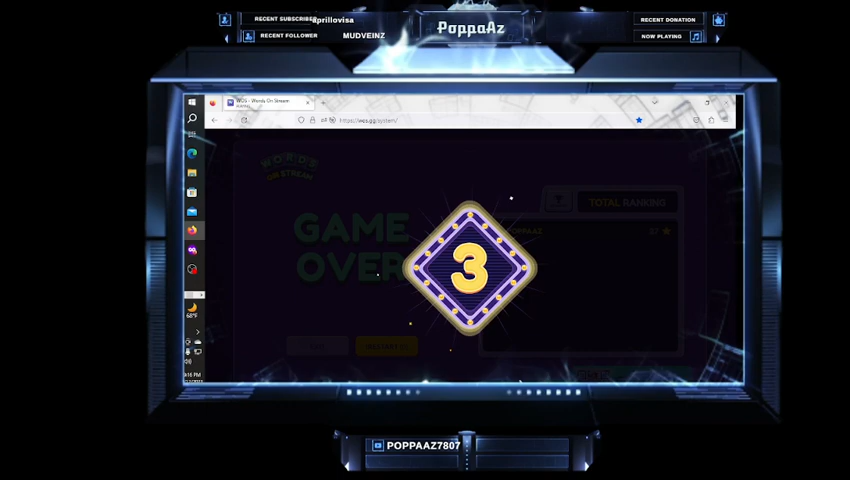 RECENT SUBSCRIBER
aprillovisa
PoppaAz
RECENT DONATION
RECENT FOLLOWER
MUDVEINZ
NOW PLAYING
WOS - Words On Stream
https://wos.gg/system/
WORDS
ON STREAM
TOTAL RANKING
GAME
OVER
POPPAAZ
3
68°F
POPPAAZ7807